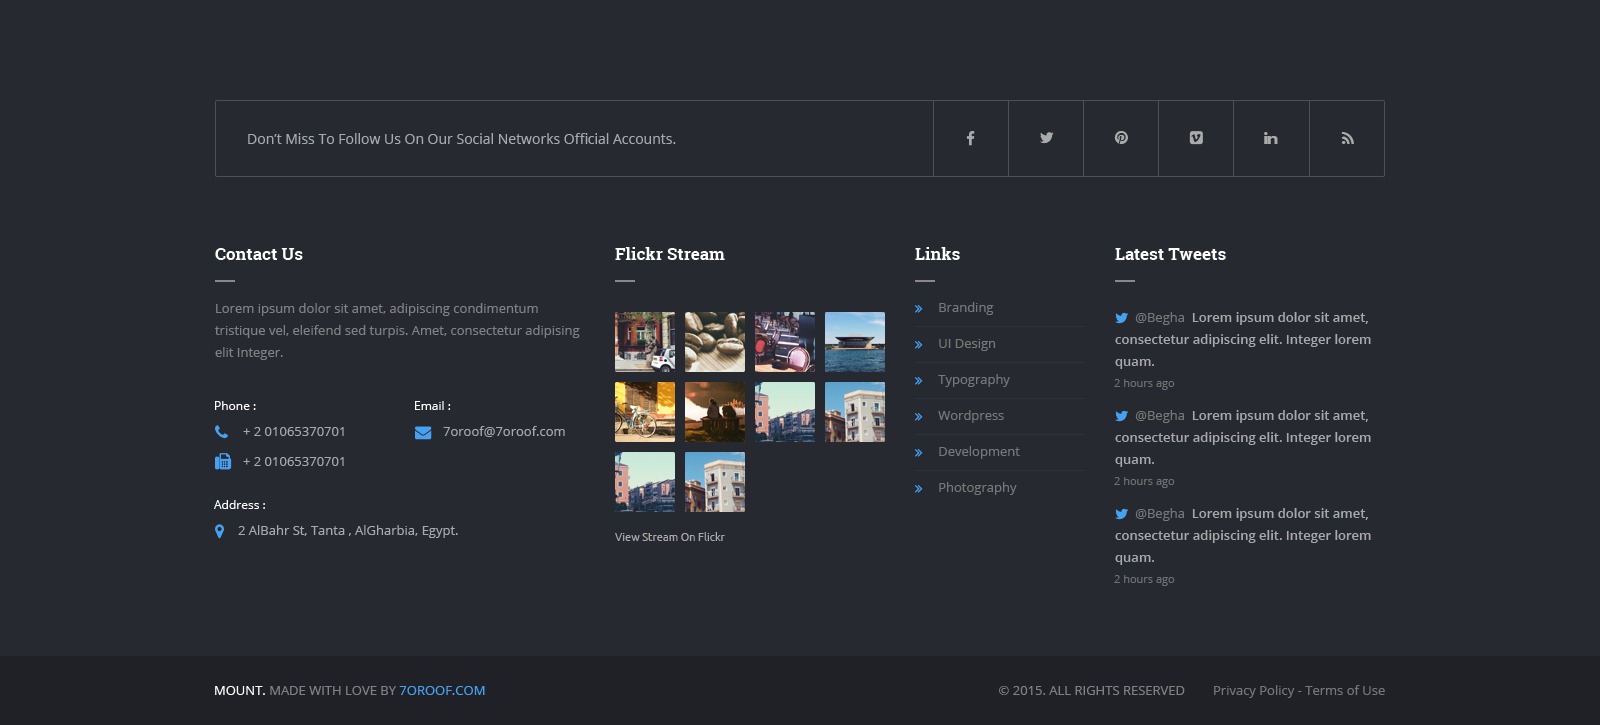 Don't Miss To Follow Us On Our Social Networks Official Accounts.
Contact Us
Lorem ipsum dolor sit amet, adipiscing condimentum
tristique vel, eleifend sed turpis. Amet, consectetur adipising
elit Integer.
Phone :
+ 2 01065370701
+ 2 01065370701
Email :
7oroof@7oroof.com
Address :
2 AlBahr St, Tanta , AlGharbia, Egypt.
Flickr Stream
View Stream On Flickr
Links
Branding
UI Design
Typography
Wordpress
Development
Photography
Latest Tweets
@Begha Lorem ipsum dolor sit amet,
consectetur adipiscing elit. Integer lorem
quam.
2 hours ago
@Begha Lorem ipsum dolor sit amet,
consectetur adipiscing elit. Integer lorem
quam.
2 hours ago
@Begha Lorem ipsum dolor sit amet,
consectetur adipiscing elit. Integer lorem
quam.
2 hours ago
MOUNT. MADE WITH LOVE BY 7OROOF.COM
© 2015. ALL RIGHTS RESERVED
Privacy Policy - Terms of Use